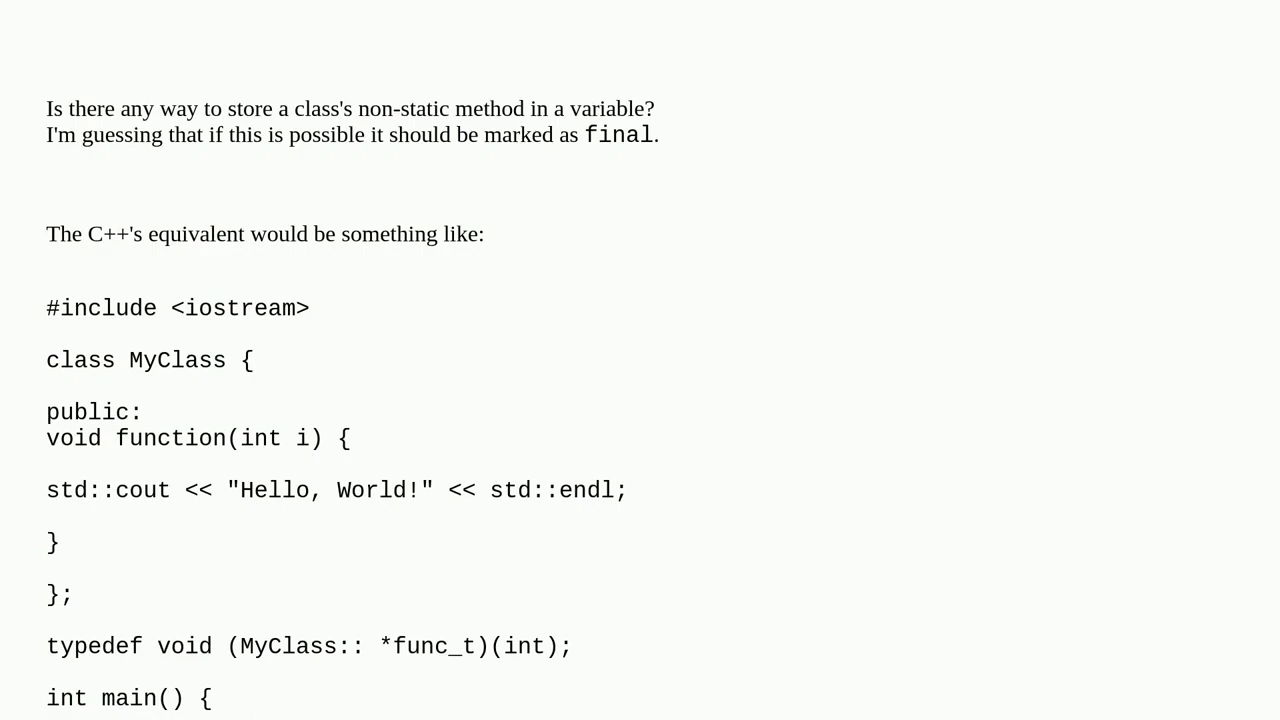 Is there any way to store a class's non-static method in a variable?
I'm guessing that if this is possible it should be marked as final.
The C++'s equivalent would be something like:
#include <iostream>
class MyClass {
public:
void function(int i) {
std::cout << "Hello, World!" << std::endl;
}
};
typedef void (MyClass:: *func_t)(int);
int main() {